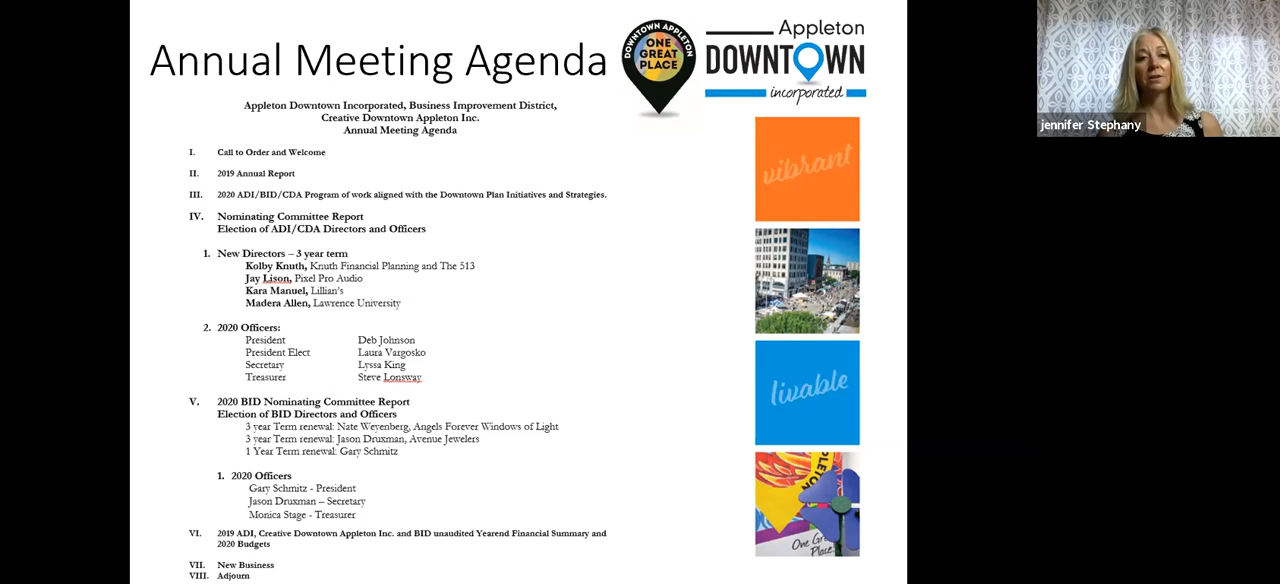 Annual Meeting Agenda
DOWNTOWN APPLETON
ONE
GREAT
PLACE
Appleton
DOWNTOWN
incorporated
Appleton Downtown Incorporated, Business Improvement District,
Creative Downtown Appleton Inc.
Annual Meeting Agenda
I. Call to Order and Welcome
II. 2019 Annual Report
III. 2020 ADI/BID/CDA Program of work aligned with the Downtown Plan Initiatives and Strategies.
IV. Nominating Committee Report
Election of ADI/CDA Directors and Officers
1. New Directors – 3 year term
Kolby Knuth, Knuth Financial Planning and The 513
Jay Lison, Pixel Pro Audio
Kara Manuel, Lillian's
Madera Allen, Lawrence University
2. 2020 Officers:
President Deb Johnson
President Elect Laura Vargosko
Secretary Lyssa King
Treasurer Steve Lonsway
V. 2020 BID Nominating Committee Report
Election of BID Directors and Officers
3 year Term renewal: Nate Weyenberg, Angels Forever Windows of Light
3 year Term renewal: Jason Druxman, Avenue Jewelers
1 Year Term renewal: Gary Schmitz
1. 2020 Officers
Gary Schmitz - President
Jason Druxman – Secretary
Monica Stage - Treasurer
VI. 2019 ADI, Creative Downtown Appleton Inc. and BID unaudited Yearend Financial Summary and
2020 Budgets
VII. New Business
VIII. Adjourn
vibrant
livable
One Gr
Place
jennifer Stephany